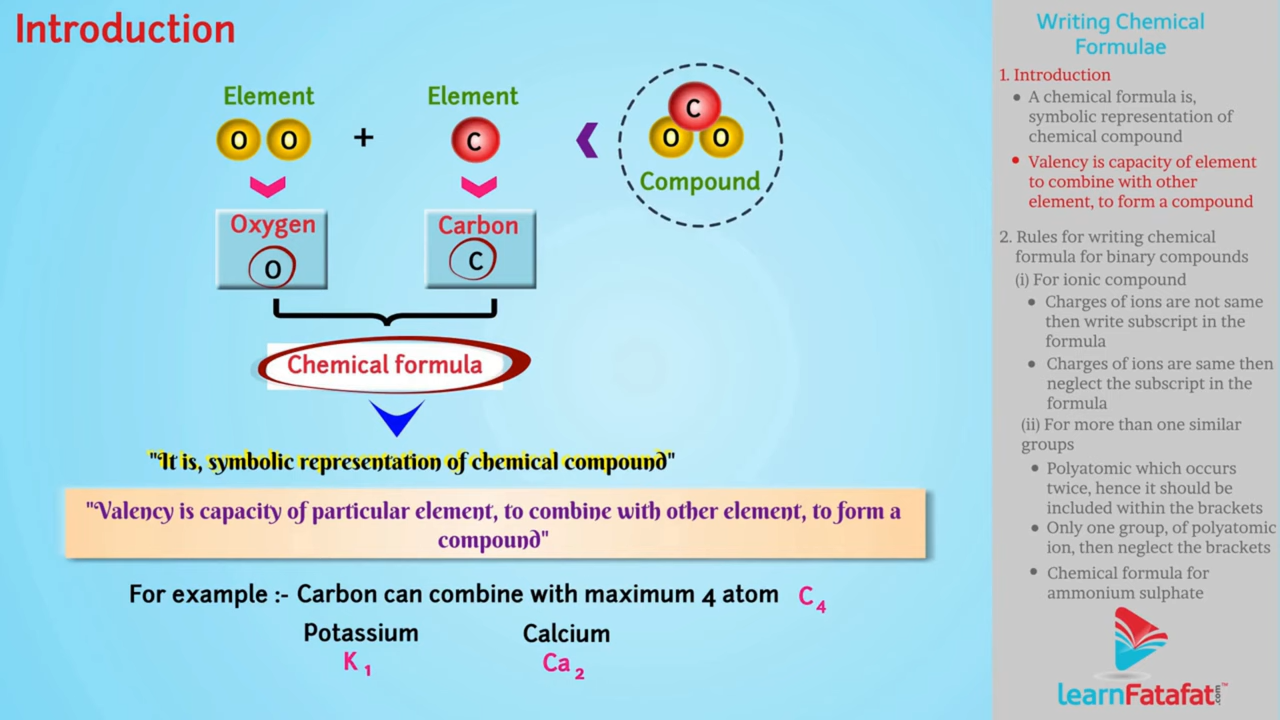 Introduction
Element
Element
O O + C
C
O O
Compound
Oxygen
O
Carbon
C
Chemical formula
"It is, symbolic representation of chemical compound"
"Valency is capacity of particular element, to combine with other element, to form a
compound"
For example :- Carbon can combine with maximum 4 atom C4
Potassium
Calcium
K1
Ca2
Writing Chemical
Formulae
1. Introduction
• A chemical formula is,
symbolic representation of
chemical compound
• Valency is capacity of element
to combine with other
element, to form a compound
2. Rules for writing chemical
formula for binary compounds
(i) For ionic compound
• Charges of ions are not same
then write subscript in the
formula
• Charges of ions are same then
neglect the subscript in the
formula
(ii) For more than one similar
groups
• Polyatomic which occurs
twice, hence it should be
included within the brackets
• Only one group, of polyatomic
ion, then neglect the brackets
• Chemical formula for
ammonium sulphate
learnFatafat.com™